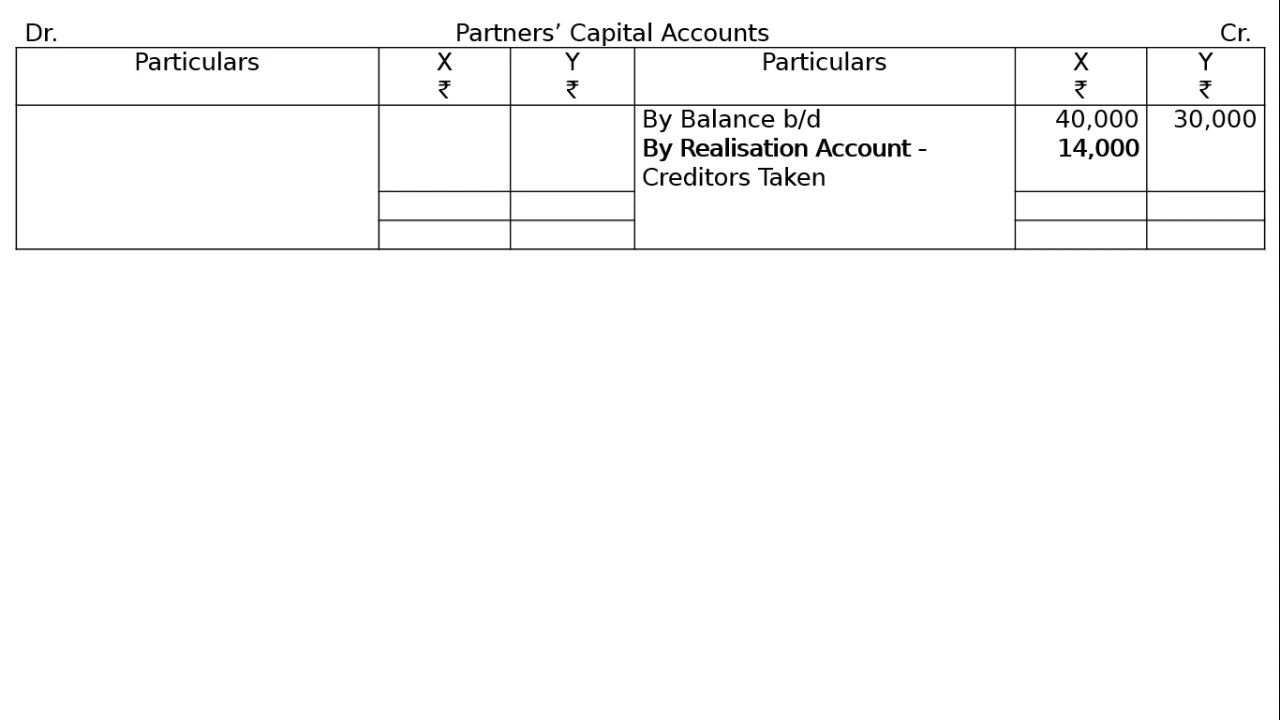 Dr. Partners’ Capital Accounts Cr.
Particulars X Y Particulars X Y
₹ ₹ ₹ ₹
By Balance b/d 40,000 30,000
By Realisation Account - 14,000
Creditors Taken